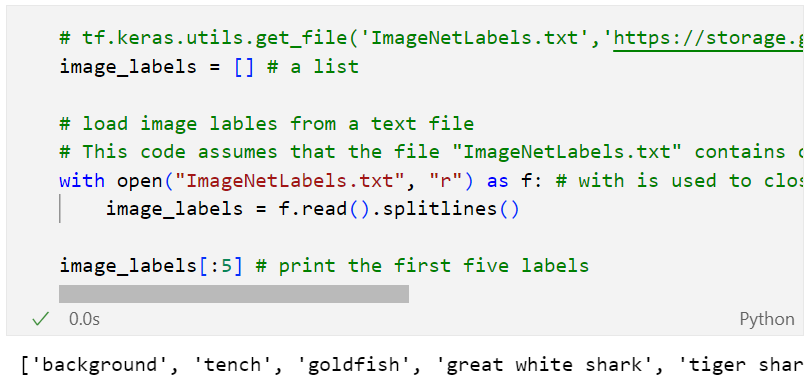 # tf.keras.utils.get_file('ImageNetLabels.txt','https://storage.g
image_labels = [] # a list
# load image lables from a text file
# This code assumes that the file "ImageNetLabels.txt" contains
with open("ImageNetLabels.txt", "r") as f: # with is used to clos
image_labels = f.read().splitlines()
image_labels[:5] # print the first five labels
0.0s
Python
['background', 'tench', 'goldfish', 'great white shark', 'tiger shar